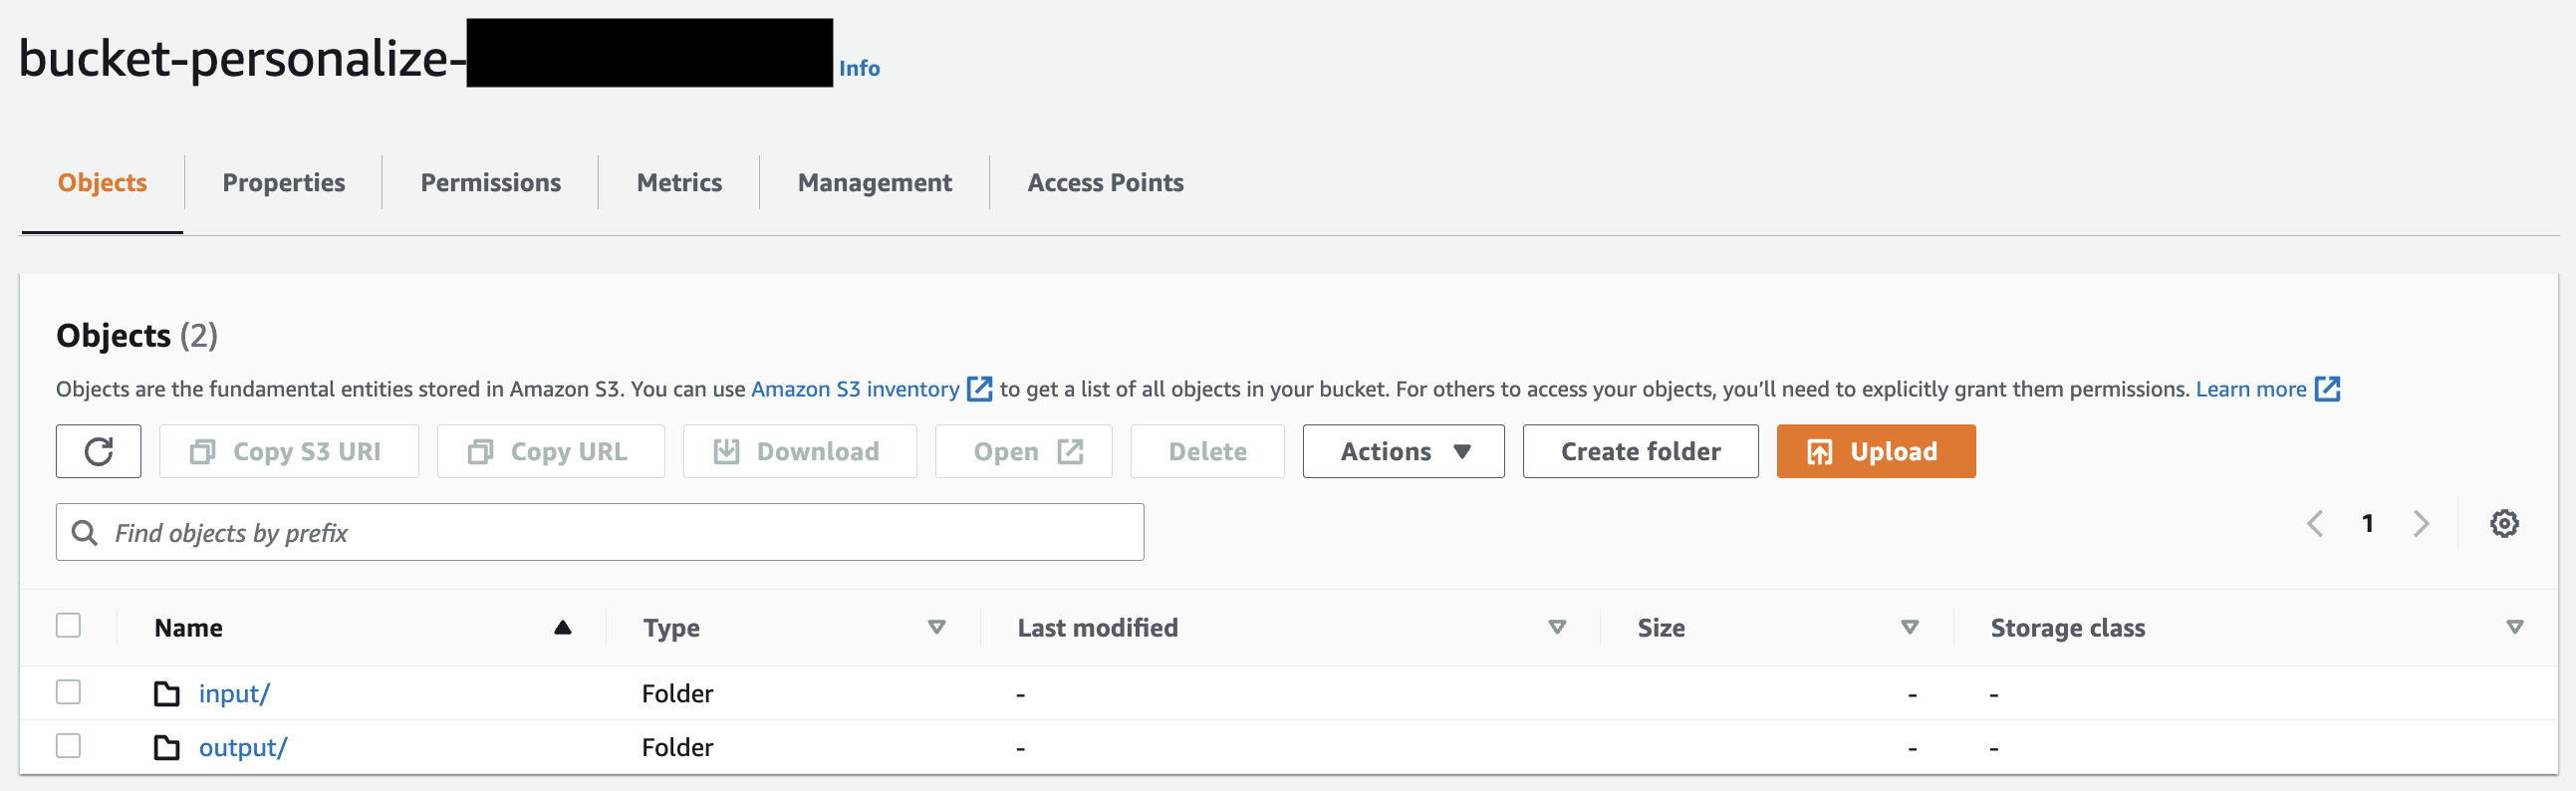 bucket-personalize- Info
Objects Properties Permissions Metrics Management Access Points
Objects (2)
Objects are the fundamental entities stored in Amazon S3. You can use Amazon S3 inventory to get a list of all objects in your bucket. For others to access your objects, you'll need to explicitly grant them permissions. Learn more
Copy S3 URI Copy URL Download Open Delete Actions Create folder Upload
Find objects by prefix 1
Name Type Last modified Size Storage class
input/ Folder - - -
output/ Folder - - -